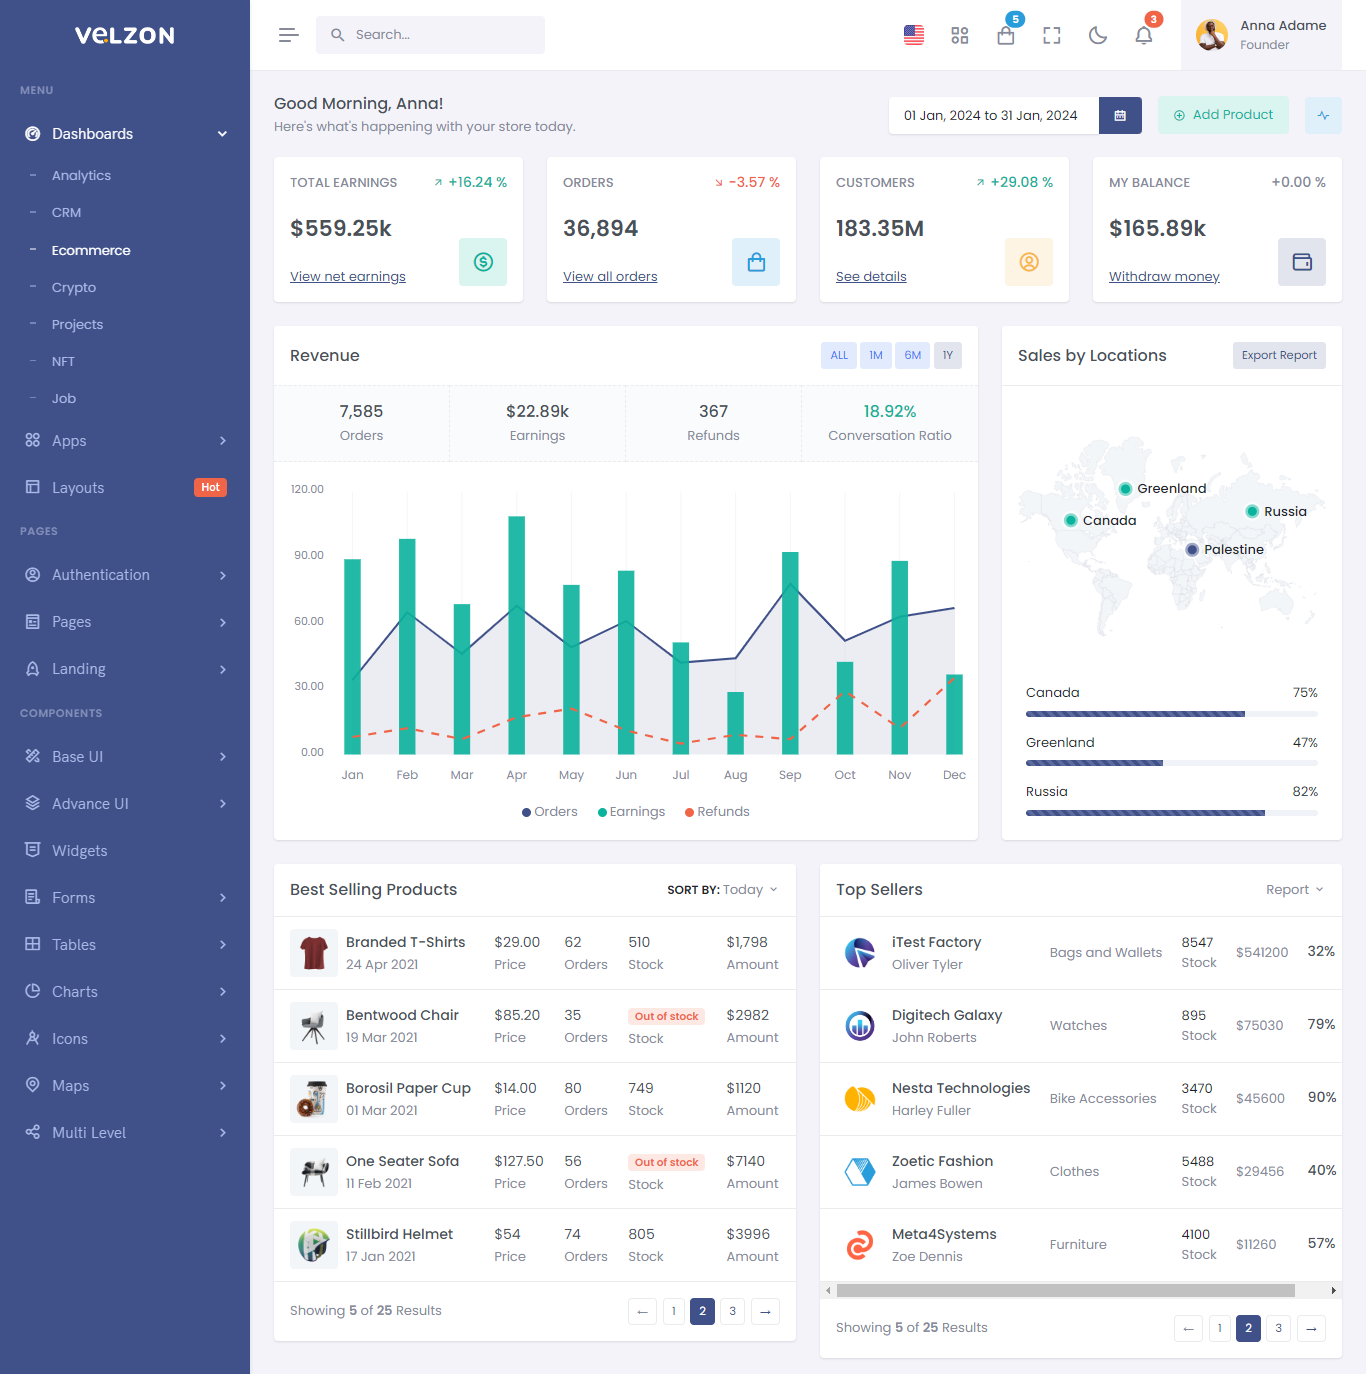 VELZON
MENU
Dashboards
Analytics
CRM
Ecommerce
Crypto
Projects
NFT
Job
Apps
Layouts Hot
PAGES
Authentication
Pages
Landing
COMPONENTS
Base UI
Advance UI
Widgets
Forms
Tables
Charts
Icons
Maps
Multi Level
Search...
5
3
Anna Adame
Founder
Good Morning, Anna!
Here's what's happening with your store today.
01 Jan, 2024 to 31 Jan, 2024
Add Product
TOTAL EARNINGS +16.24 %
$559.25k
View net earnings
ORDERS -3.57 %
36,894
View all orders
CUSTOMERS +29.08 %
183.35M
See details
MY BALANCE +0.00 %
$165.89k
Withdraw money
Revenue
ALL 1M 6M 1Y
7,585 $22.89k 367 18.92%
Orders Earnings Refunds Conversation Ratio
120.00
90.00
60.00
30.00
0.00
Jan Feb Mar Apr May Jun Jul Aug Sep Oct Nov Dec
Orders Earnings Refunds
Sales by Locations Export Report
Greenland
Russia
Canada
Palestine
Canada 75%
Greenland 47%
Russia 82%
Best Selling Products SORT BY: Today
Branded T-Shirts $29.00 62 510 $1,798
24 Apr 2021 Price Orders Stock Amount
Bentwood Chair $85.20 35 Out of stock $2982
19 Mar 2021 Price Orders Stock Amount
Borosil Paper Cup $14.00 80 749 $1120
01 Mar 2021 Price Orders Stock Amount
One Seater Sofa $127.50 56 Out of stock $7140
11 Feb 2021 Price Orders Stock Amount
Stillbird Helmet $54 74 805 $3996
17 Jan 2021 Price Orders Stock Amount
Showing 5 of 25 Results ← 1 2 3 →
Top Sellers Report
iTest Factory Bags and Wallets 8547 $541200 32%
Oliver Tyler Stock
Digitech Galaxy Watches 895 $75030 79%
John Roberts Stock
Nesta Technologies Bike Accessories 3470 $45600 90%
Harley Fuller Stock
Zoetic Fashion Clothes 5488 $29456 40%
James Bowen Stock
Meta4Systems Furniture 4100 $11260 57%
Zoe Dennis Stock
Showing 5 of 25 Results ← 1 2 3 →